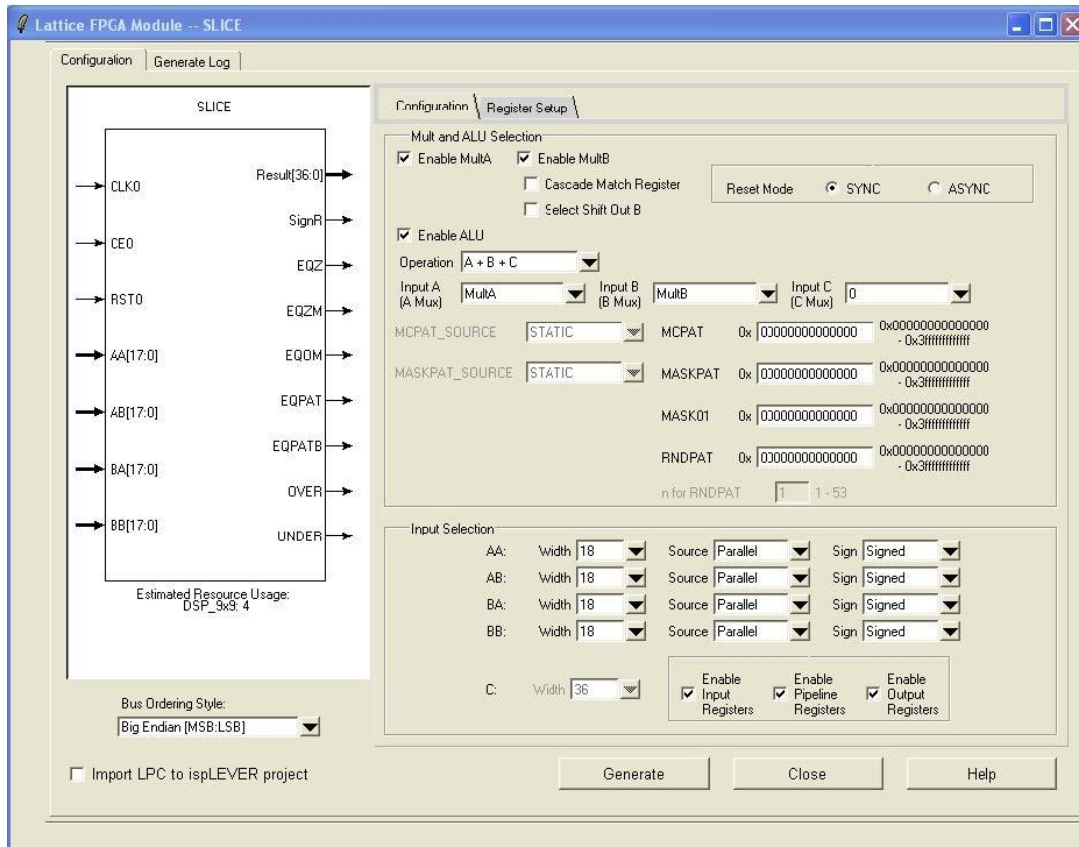 Lattice FPGA Module -- SLICE
Configuration
Generate Log
SLICE
CLK0
CE0
RST0
AA[17:0]
AB[17:0]
BA[17:0]
BB[17:0]
Result[36:0]
SignR
EQZ
EQZM
EQOM
EQPAT
EQPATB
OVER
UNDER
Estimated Resource Usage:
DSP_9x9: 4
Bus Ordering Style:
Big Endian [MSB:LSB]
Import LPC to ispLEVER project
Configuration
Register Setup
Mult and ALU Selection
Enable MultA
Enable MultB
Cascade Match Register
Select Shift Out B
Reset Mode SYNC ASYNC
Enable ALU
Operation A + B + C
Input A
(A Mux)
MultA
Input B
(B Mux)
MultB
Input C
(C Mux)
0
MCPAT_SOURCE STATIC
MCPAT 0x 00000000000000
0x00000000000000
- 0x3fffffffffffff
MASKPAT_SOURCE STATIC
MASKPAT 0x 00000000000000
0x00000000000000
- 0x3fffffffffffff
MASK01 0x 00000000000000
0x00000000000000
- 0x3fffffffffffff
RNDPAT 0x 00000000000000
0x00000000000000
- 0x3fffffffffffff
n for RNDPAT 1 1 - 53
Input Selection
AA: Width 18 Source Parallel Sign Signed
AB: Width 18 Source Parallel Sign Signed
BA: Width 18 Source Parallel Sign Signed
BB: Width 18 Source Parallel Sign Signed
C: Width 36
Enable
Input
Registers
Enable
Pipeline
Registers
Enable
Output
Registers
Generate
Close
Help